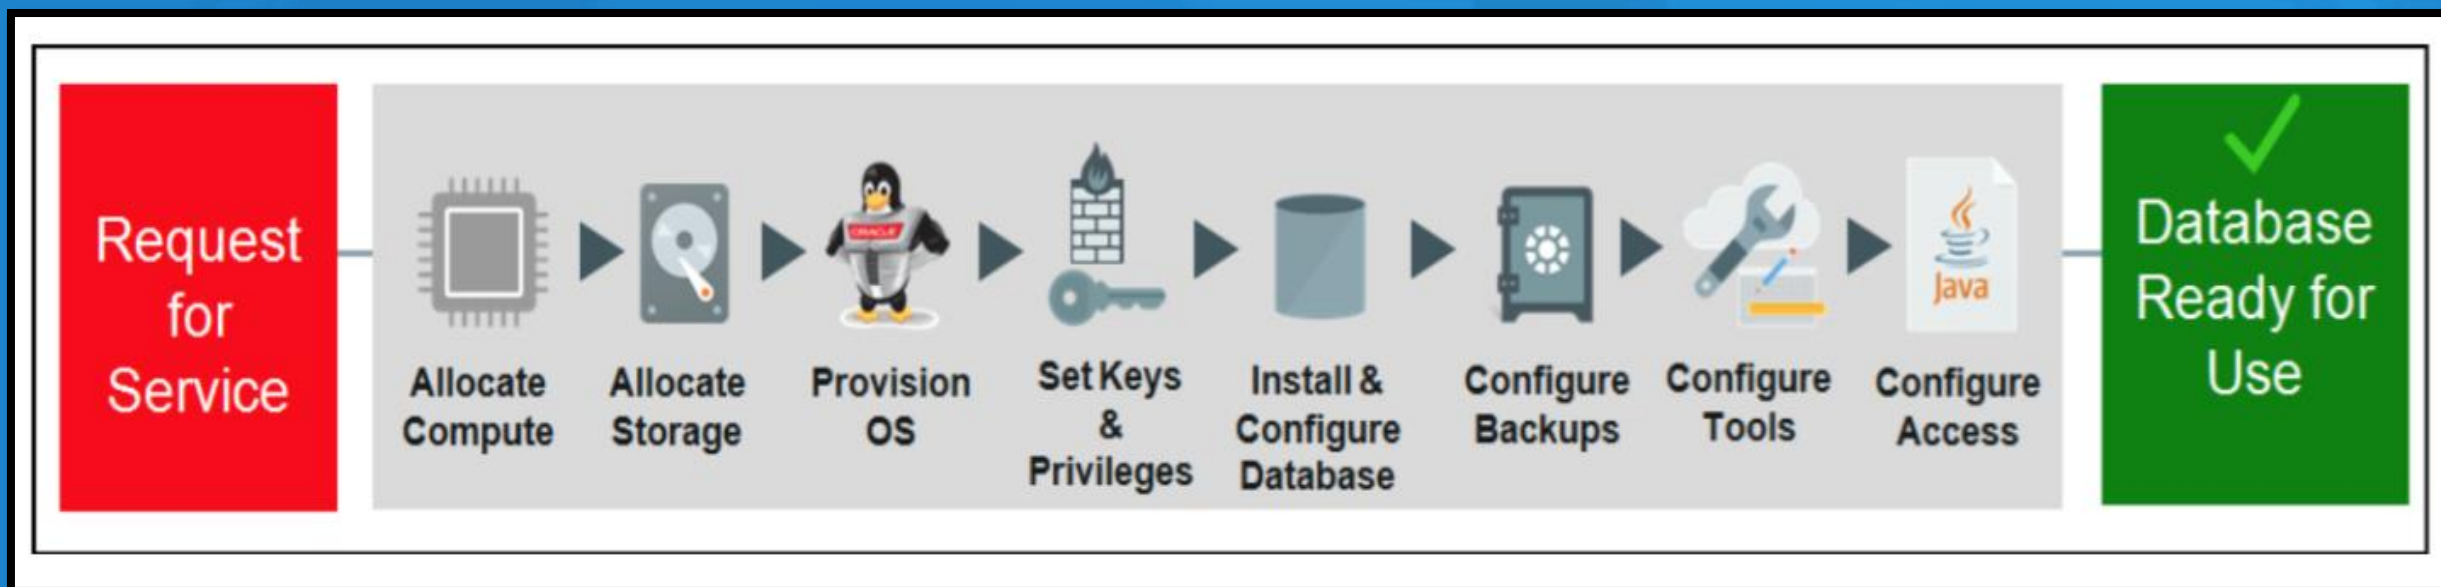 Request
for
Service
Allocate
Compute
Allocate
Storage
ORACLE
Provision
OS
Set Keys
&
Privileges
Install &
Configure
Database
Configure
Backups
Configure
Tools
Java
Configure
Access
Database
Ready for
Use